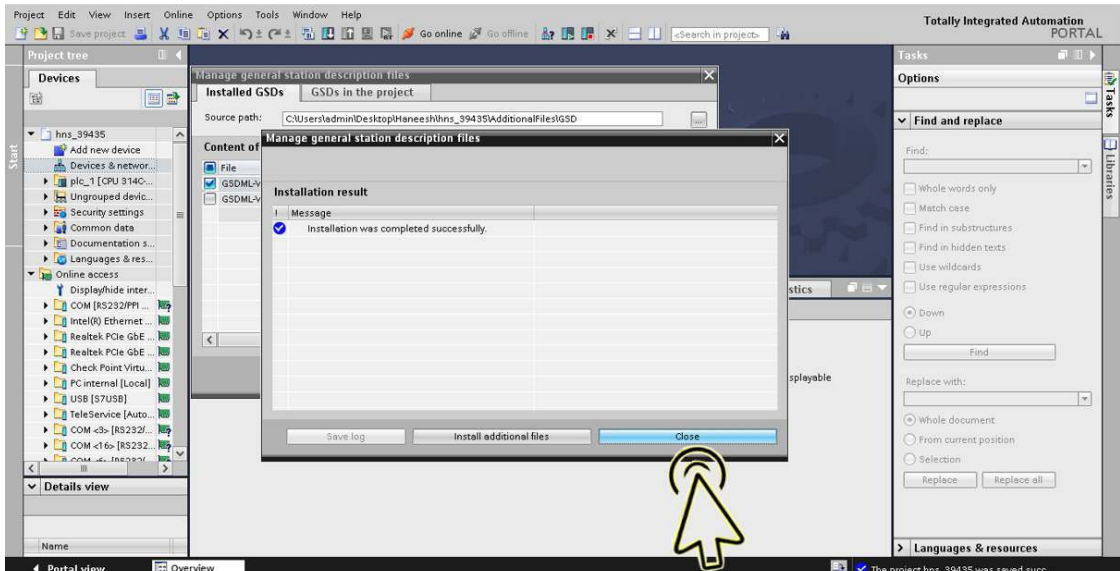 Project Edit View Insert Online Options Tools Window Help
Totally Integrated Automation
PORTAL
Save project
Go online
Go offline
<Search in project>
Project tree
Devices
hns_39435
Add new device
Devices & networ...
plc_1 [CPU 314C-...
Ungrouped devic...
Security settings
Common data
Documentation s...
Languages & res...
Online access
Display/hide inter...
COM [RS232/PPI ...
Intel(R) Ethernet ...
Realtek PCIe GbE ...
Realtek PCIe GbE ...
Check Point Virtu...
PC internal [Local]
USB [S7USB]
TeleService [Auto...
COM <3> [RS232/...
COM <16> [RS232...
Details view
Name
Start
Manage general station description files
Installed GSDs
GSDs in the project
Source path:
C:\Users\admin\Desktop\Haneesh\hns_39435\AdditionalFiles\GSD
Content of
File
GSDML-V
GSDML-V
Manage general station description files
Installation result
! Message
Installation was completed successfully.
Save log
Install additional files
Close
stics
splayable
Tasks
Options
Find and replace
Find:
Whole words only
Match case
Find in substructures
Find in hidden texts
Use wildcards
Use regular expressions
Down
Up
Find
Replace with:
Whole document
From current position
Selection
Replace
Replace all
Languages & resources
Tasks
Libraries
Portal view
Overview
The project hns_39435 was saved succ...